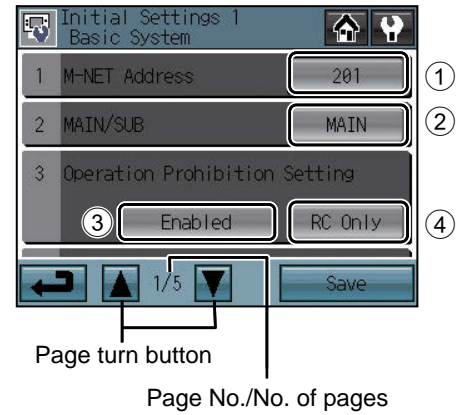 Initial Settings 1
Basic System
1 M-NET Address 201 ①
2 MAIN/SUB MAIN ②
3 Operation Prohibition Setting
③ Enabled RC Only ④
1/5 Save
Page turn button
Page No./No. of pages